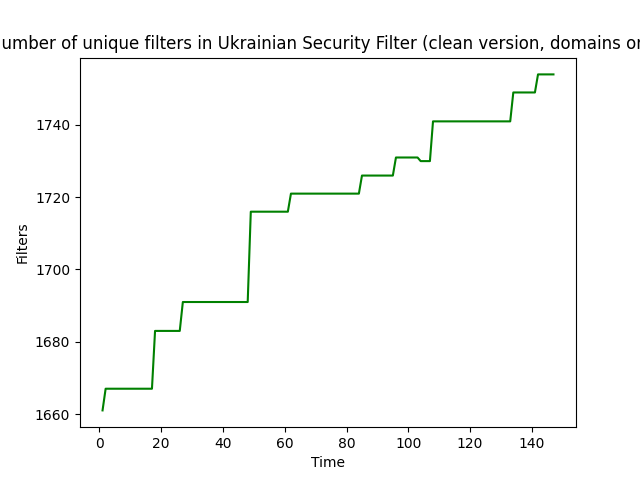 umber of unique filters in Ukrainian Security Filter (clean version, domains or
1740
1720
1700
1680
1660
Filters
0 20 40 60 80 100 120 140
Time